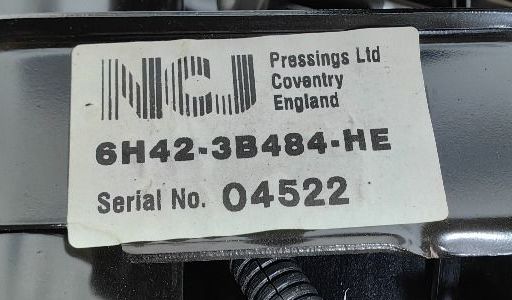 NCJ
Pressings Ltd
Coventry
England
6H42-3B484-HE
Serial No. 04522